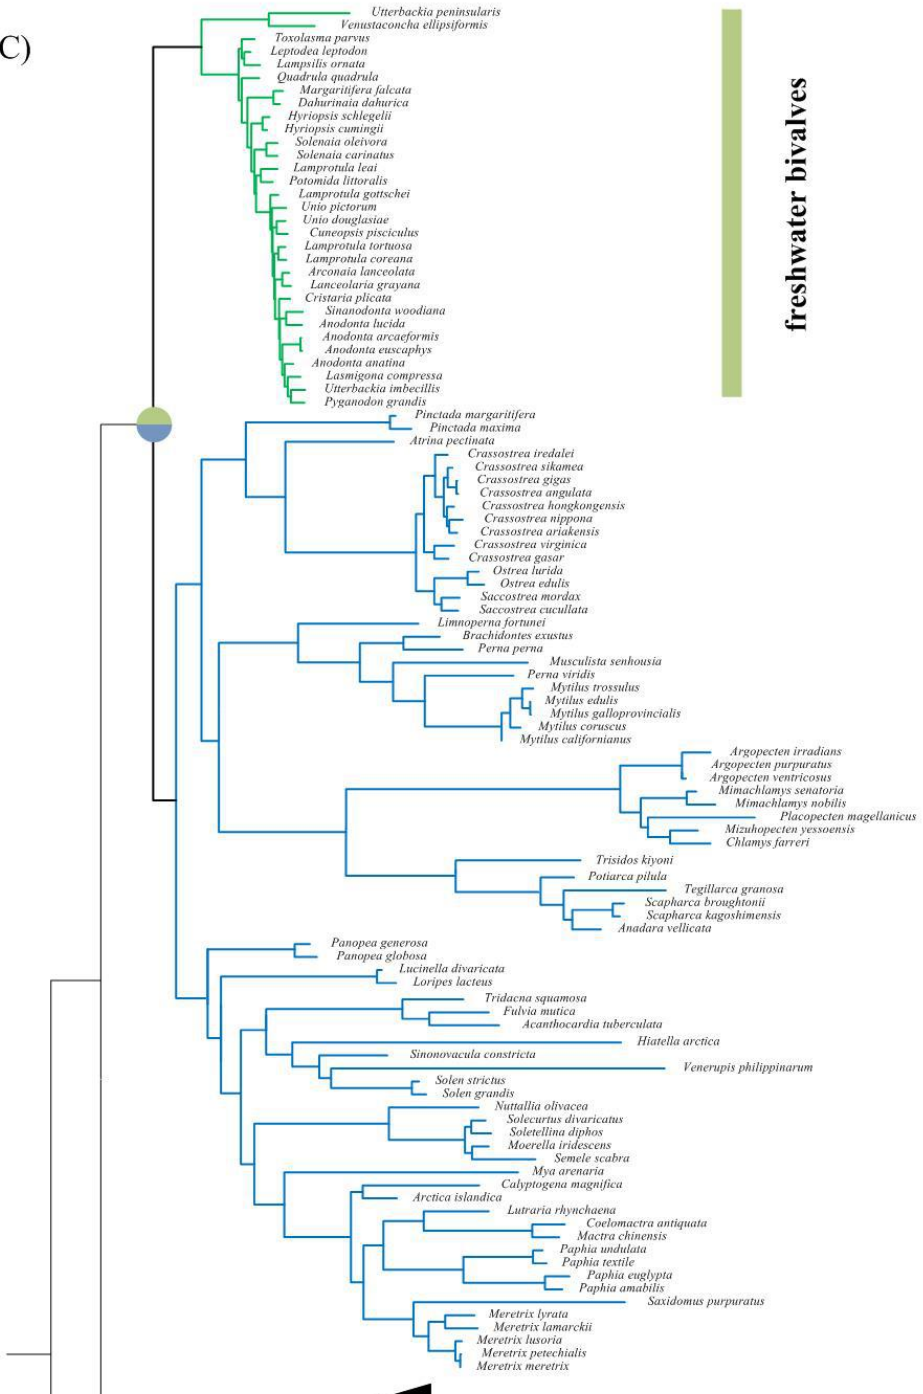 C)
Utterbackia peninsularis
Venustaconcha ellipsiformis
Toxolasma parvus
Leptodea leptodon
Lampsilis ornata
Quadrula quadrula
Margaritifera falcata
Dahurinaia dahurica
Hyriopsis schlegelii
Hyriopsis cumingii
Solenaia oleivora
Solenaia carinatus
Lamprotula leai
Potomida littoralis
Lamprotula gottschei
Unio pictorum
Unio douglasiae
Cuneopsis pisciculus
Lamprotula tortuosa
Lamprotula coreana
Arconaia lanceolata
Lanceolaria grayana
Cristaria plicata
Sinanodonta woodiana
Anodonta lucida
Anodonta arcaeformis
Anodonta euscaphys
Anodonta anatina
Lasmigona compressa
Utterbackia imbecillis
Pyganodon grandis
freshwater bivalves
Pinctada margaritifera
Pinctada maxima
Atrina pectinata
Crassostrea iredalei
Crassostrea sikamea
Crassostrea gigas
Crassostrea angulata
Crassostrea hongkongensis
Crassostrea nippona
Crassostrea ariakensis
Crassostrea virginica
Crassostrea gasar
Ostrea lurida
Ostrea edulis
Saccostrea mordax
Saccostrea cucullata
Limnoperna fortunei
Brachidontes exustus
Perna perna
Musculista senhousia
Perna viridis
Mytilus trossulus
Mytilus edulis
Mytilus galloprovincialis
Mytilus coruscus
Mytilus californianus
Argopecten irradians
Argopecten purpuratus
Argopecten ventricosus
Mimachlamys senatoria
Mimachlamys nobilis
Placopecten magellanicus
Mizuhopecten yessoensis
Chlamys farreri
Trisidos kiyoni
Potiarca pilula
Tegillarca granosa
Scapharca broughtonii
Scapharca kagoshimensis
Anadara vellicata
Panopea generosa
Panopea globosa
Lucinella divaricata
Loripes lacteus
Tridacna squamosa
Fulvia mutica
Acanthocardia tuberculata
Hiatella arctica
Sinonovacula constricta
Venerupis philippinarum
Solen strictus
Solen grandis
Nuttallia olivacea
Solecurtus divaricatus
Soletellina diphos
Moerella iridescens
Semele scabra
Mya arenaria
Calyptogena magnifica
Arctica islandica
Lutraria rhynchaena
Coelomactra antiquata
Mactra chinensis
Paphia undulata
Paphia textile
Paphia euglypta
Paphia amabilis
Saxidomus purpuratus
Meretrix lyrata
Meretrix lamarckii
Meretrix lusoria
Meretrix petechialis
Meretrix meretrix